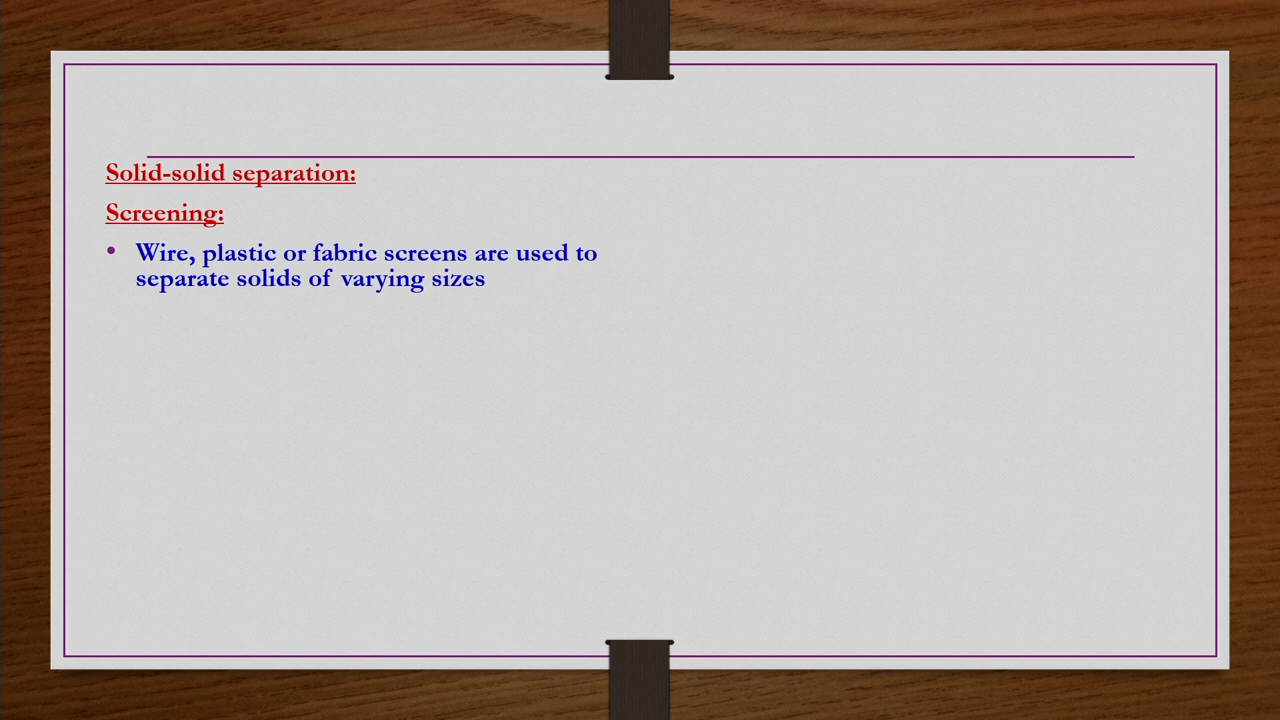 Solid-solid separation:
Screening:
• Wire, plastic or fabric screens are used to
separate solids of varying sizes